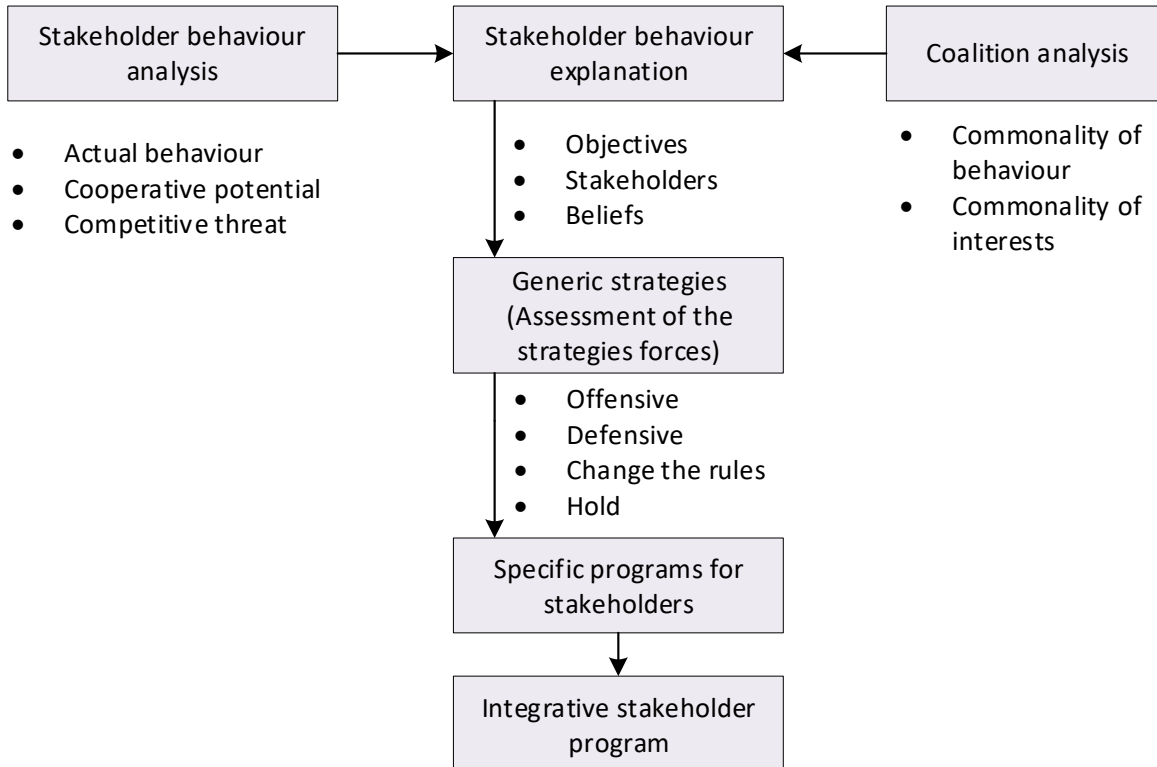 Stakeholder behaviour
analysis
Stakeholder behaviour
explanation
Coalition analysis
• Actual behaviour
• Cooperative potential
• Competitive threat
• Objectives
• Stakeholders
• Beliefs
• Commonality of
behaviour
• Commonality of
interests
Generic strategies
(Assessment of the
strategies forces)
• Offensive
• Defensive
• Change the rules
• Hold
Specific programs for
stakeholders
Integrative stakeholder
program